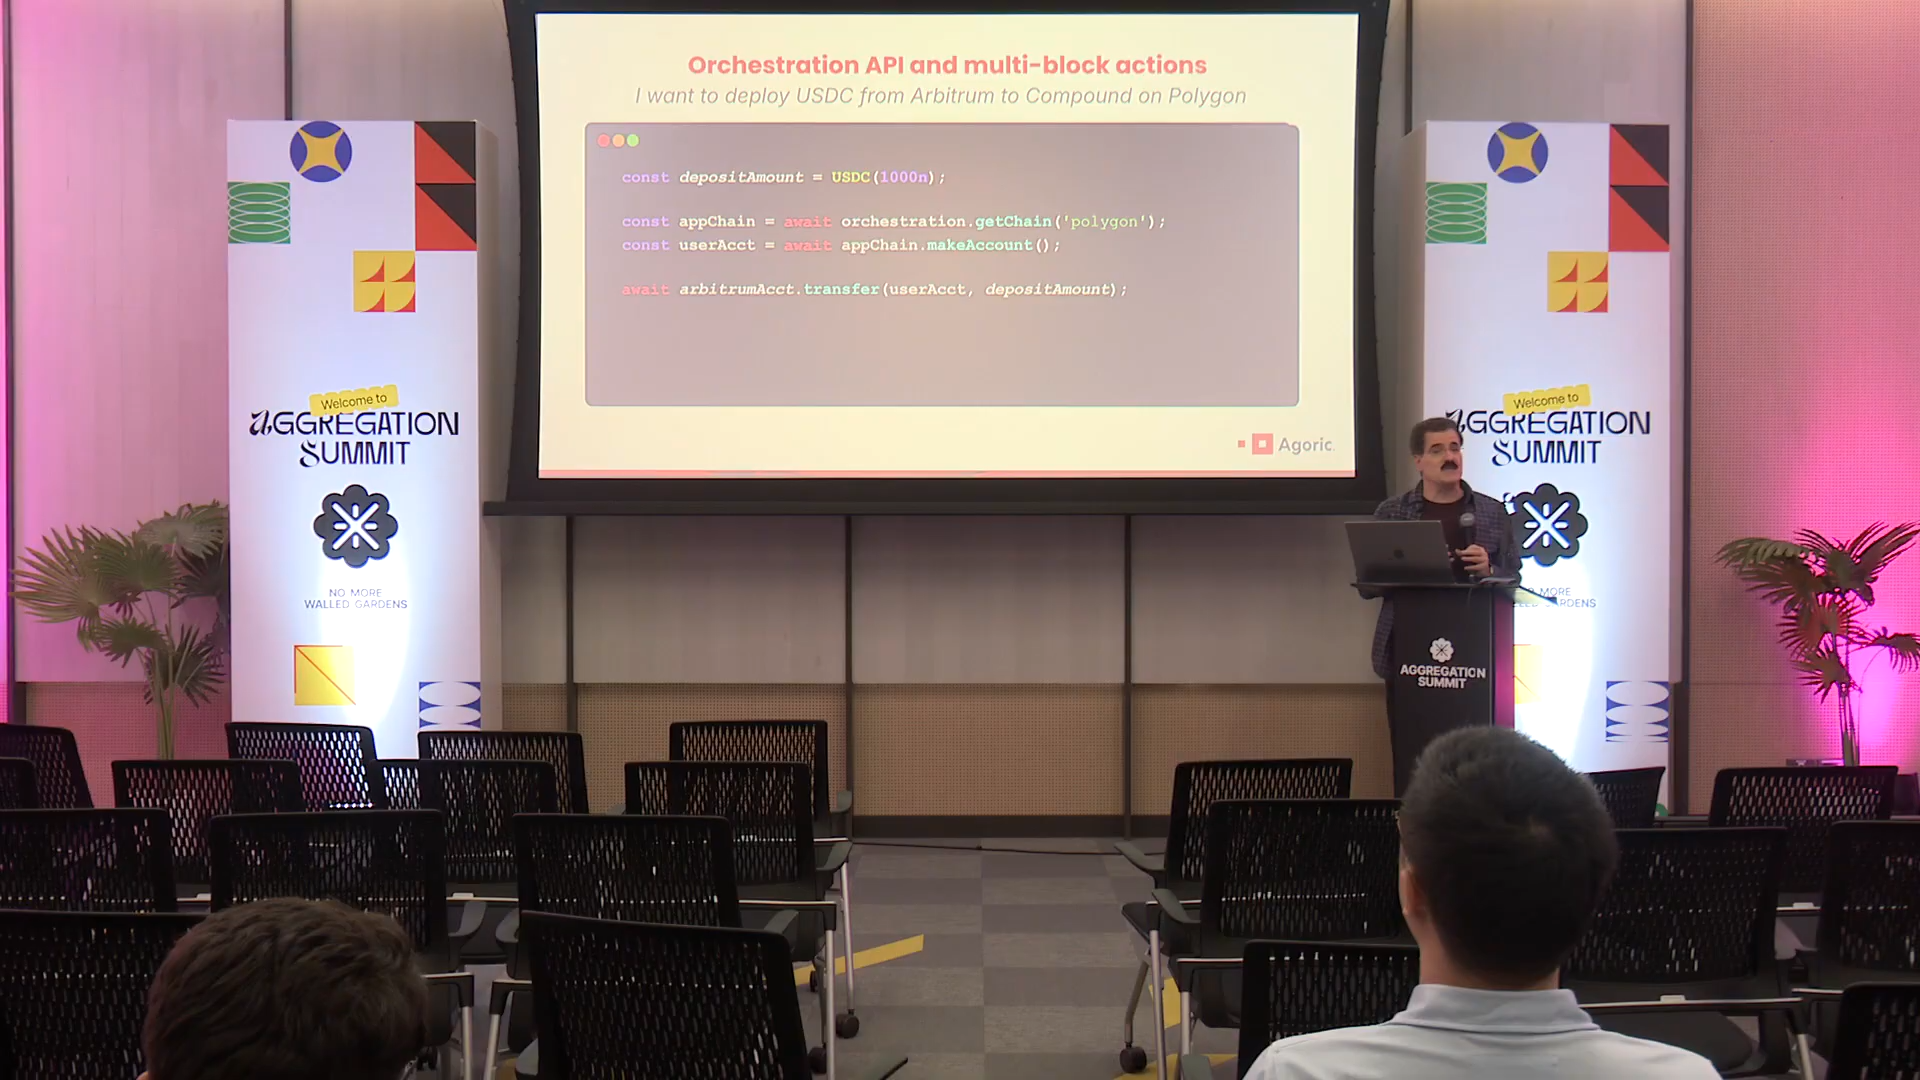 Orchestration API and multi-block actions
I want to deploy USDC from Arbitrum to Compound on Polygon
const depositAmount = USDC(1000n);
const appChain = await orchestration.getChain('polygon');
const userAcct = await appChain.makeAccount();
await arbitrumAcct.transfer(userAcct, depositAmount);
Agoric
Welcome to
AGGREGATION
SUMMIT
NO MORE
WALLED GARDENS
Welcome to
AGGREGATION
SUMMIT
MORE
GARDENS
AGGREGATION
SUMMIT